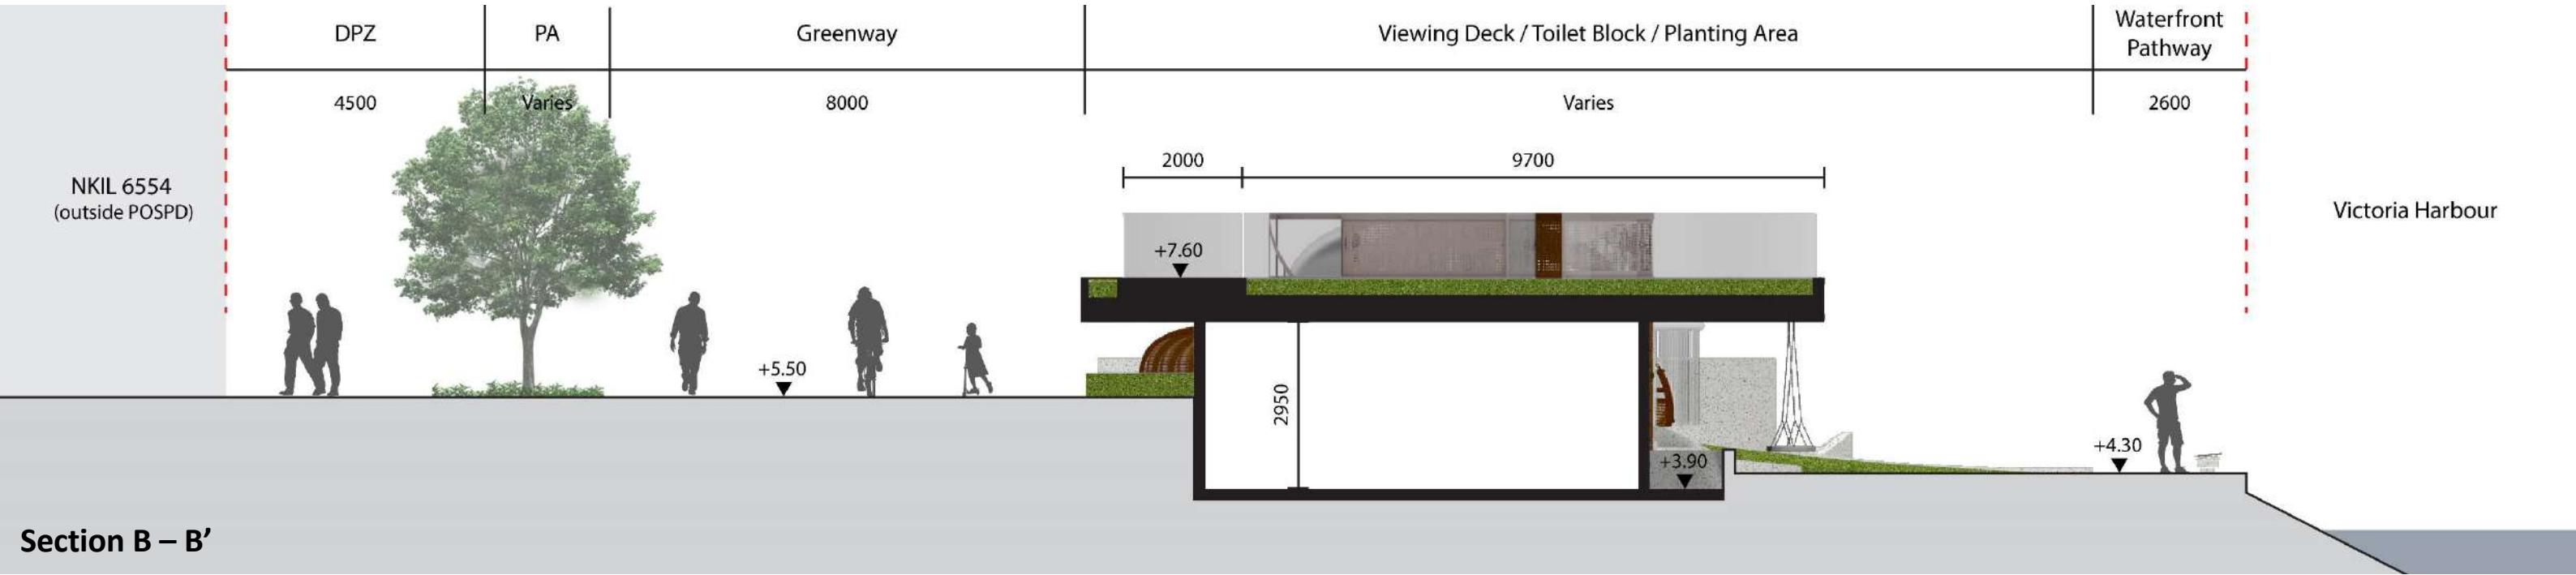 DPZ
PA
Greenway
Viewing Deck / Toilet Block / Planting Area
Waterfront
Pathway
4500
Varies
8000
Varies
2600
2000
9700
NKIL 6554
(outside POSPD)
Victoria Harbour
+7.60
+5.50
2950
+3.90
+4.30
Section B – B’